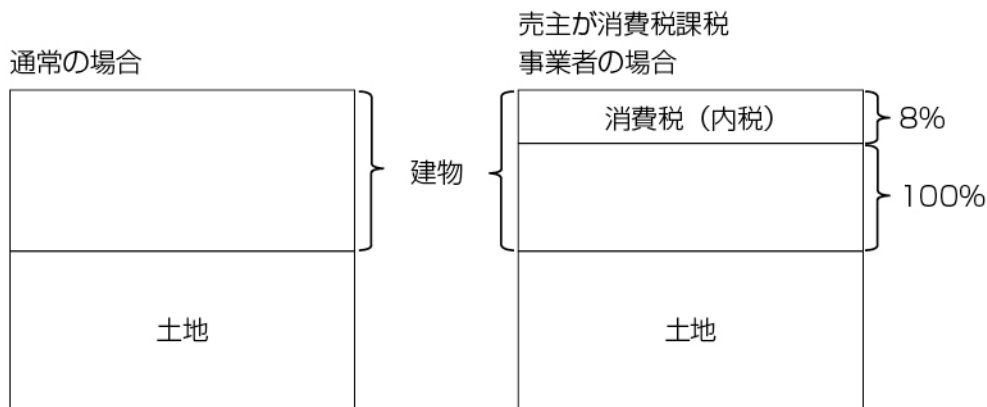 通常の場合
売主が消費税課税
事業者の場合
消費税（内税）
8%
建物
100%
土地
土地